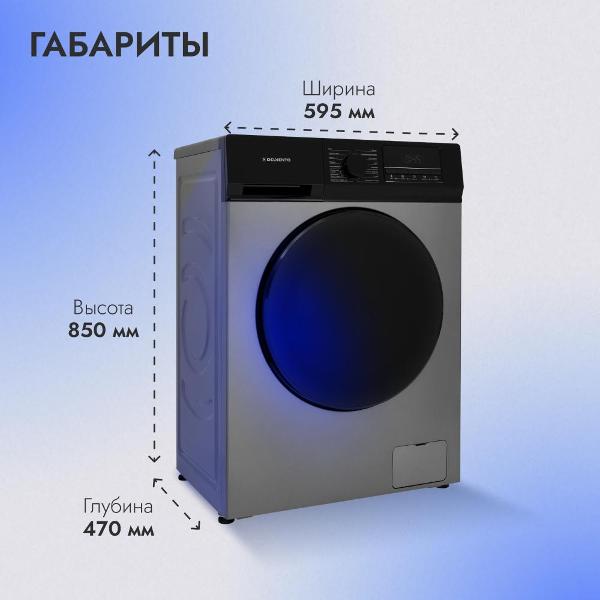 ГАБАРИТЫ
Ширина
595 мм
Высота
850 мм
Глубина
470 мм